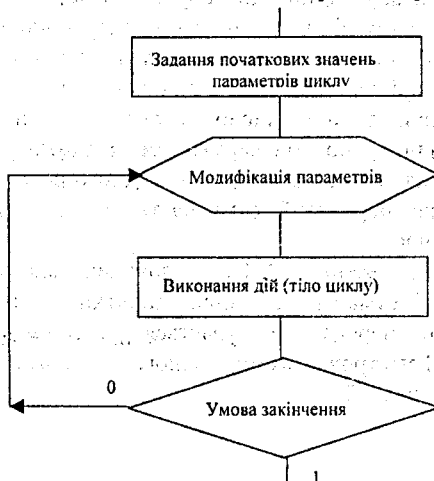 Задання початкових значень
параметрів циклу
Модифікація параметрів
Виконання дій (тіло циклу)
0
Умова закінчення
1